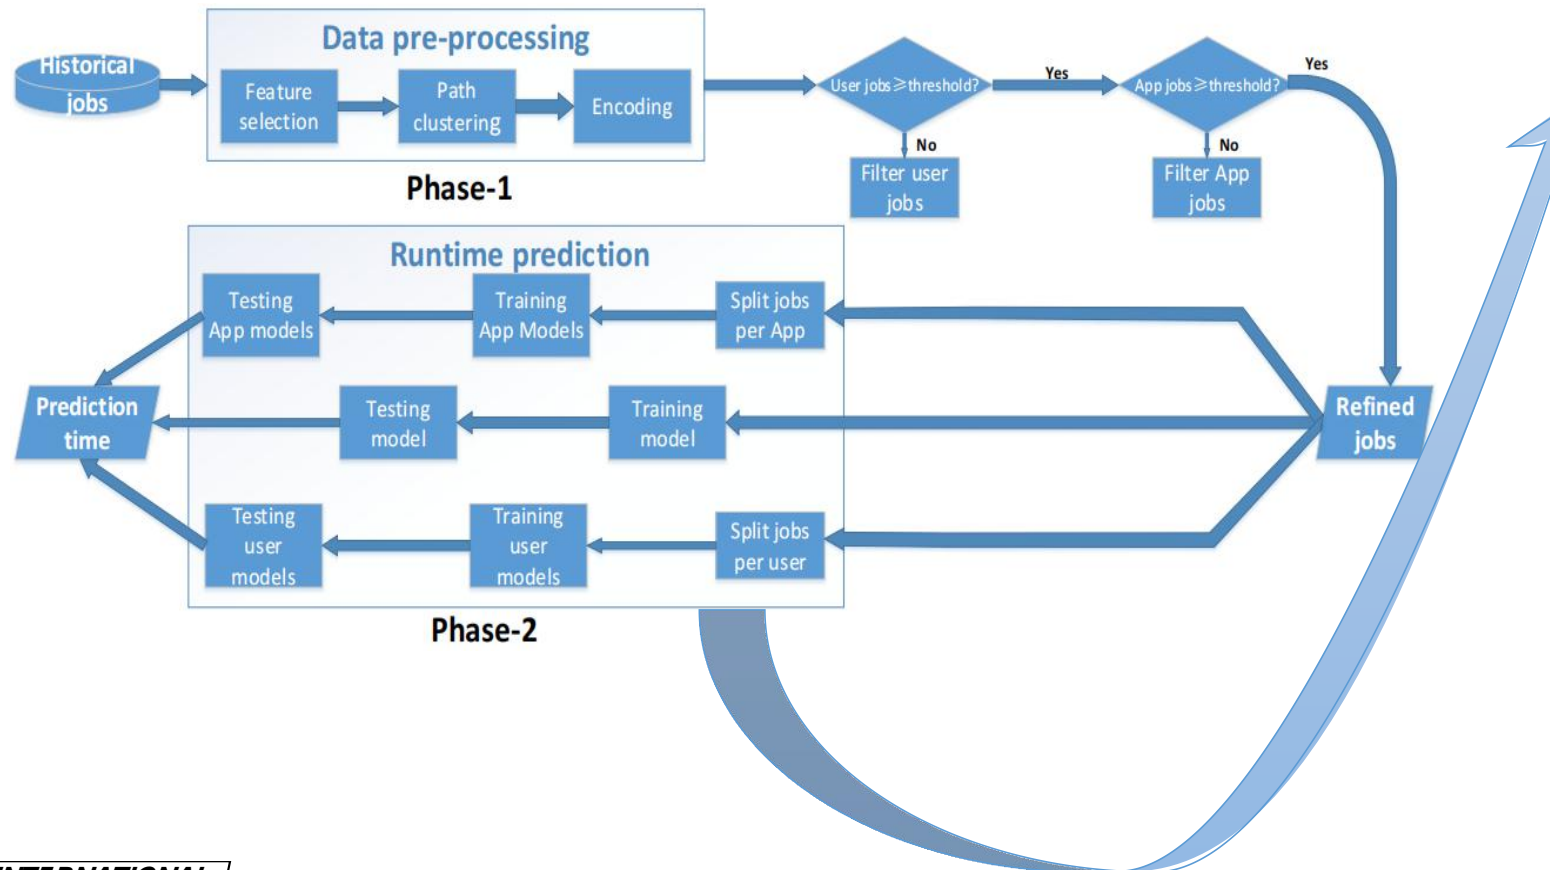 Historical
jobs
Data pre-processing
Feature
selection
Path
clustering
Encoding
Phase-1
User jobs≥threshold?
Yes
No
Filter user
jobs
App jobs≥threshold?
Yes
No
Filter App
jobs
Runtime prediction
Testing
App models
Training
App Models
Split jobs
per App
Prediction
time
Testing
model
Training
model
Refined
jobs
Testing
user
models
Training
user
models
Split jobs
per user
Phase-2